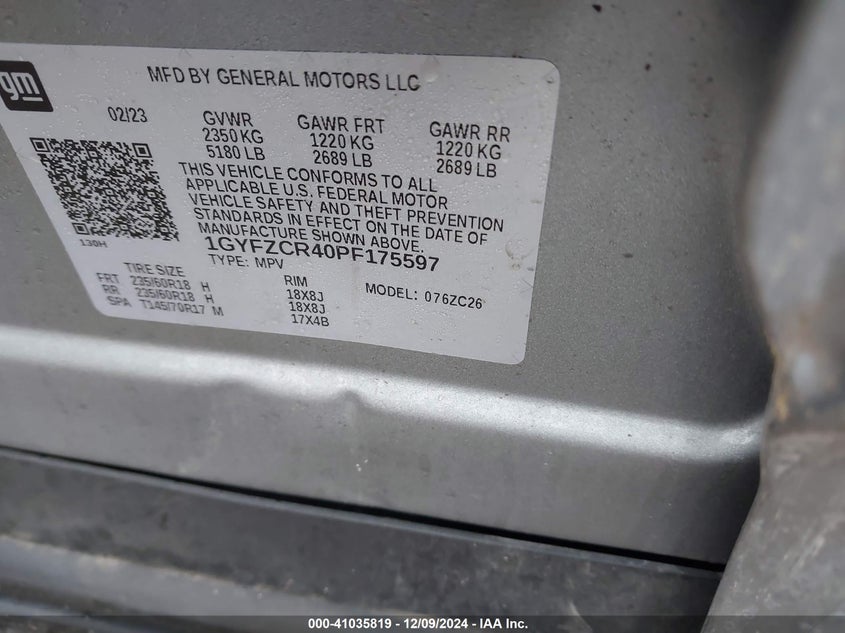 gm
MFD BY GENERAL MOTORS LLC
02/23 GVWR GAWR FRT GAWR RR
2350 KG 1220 KG 1220 KG
5180 LB 2689 LB 2689 LB
THIS VEHICLE CONFORMS TO ALL
APPLICABLE U.S. FEDERAL MOTOR
VEHICLE SAFETY AND THEFT PREVENTION
STANDARDS IN EFFECT ON THE DATE OF
MANUFACTURE SHOWN ABOVE.
130H
1GYFZCR40PF175597
TYPE: MPV
TIRE SIZE RIM MODEL: 076ZC26
FRT 235/60R18 H 18X8J
RR 235/60R18 H 18X8J
SPA T145/70R17 M 17X4B
000-41035819 - 12/09/2024 - IAA Inc.